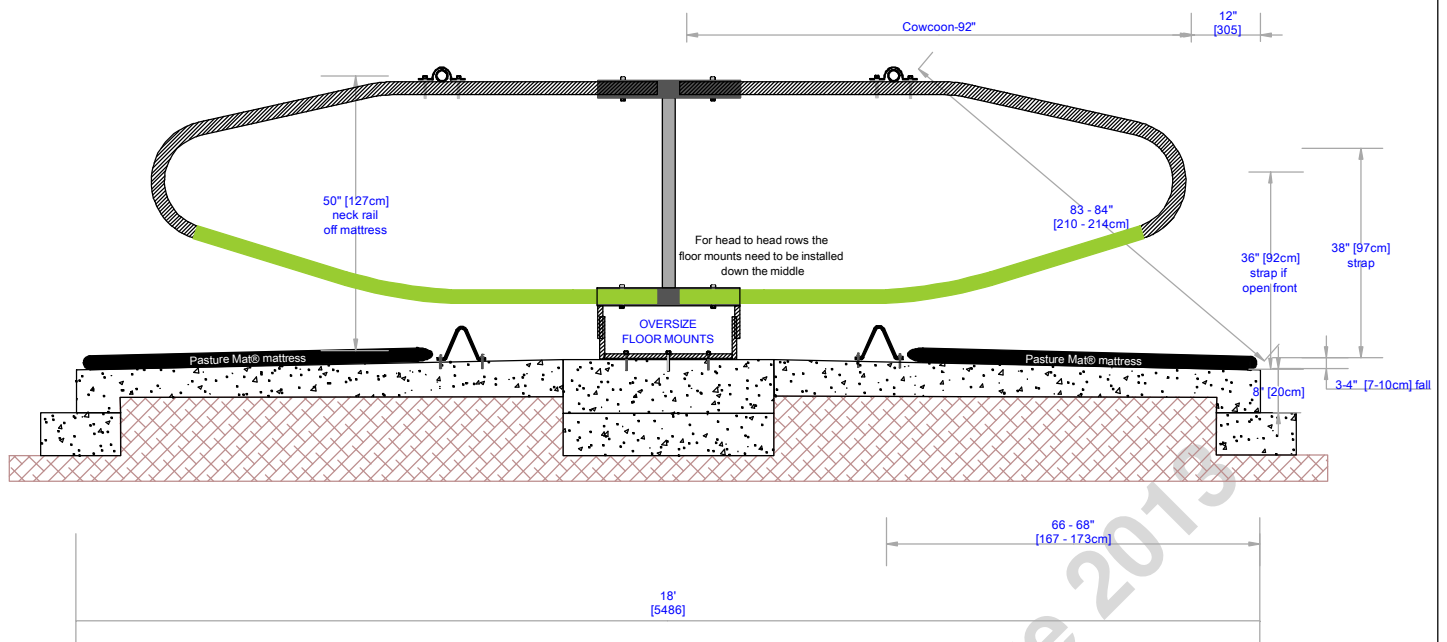 Cowcoon-92"
12"
[305]
50" [127cm]
neck rail
off mattress
83 - 84"
[210 - 214cm]
For head to head rows the
floor mounts need to be installed
down the middle
36" [92cm]
strap if
open front
38" [97cm]
strap
OVERSIZE
FLOOR MOUNTS
Pasture Mat® mattress
Pasture Mat® mattress
8" [20cm]
3-4" [7-10cm] fall
66 - 68"
[167 - 173cm]
18'
[5486]
e 2013